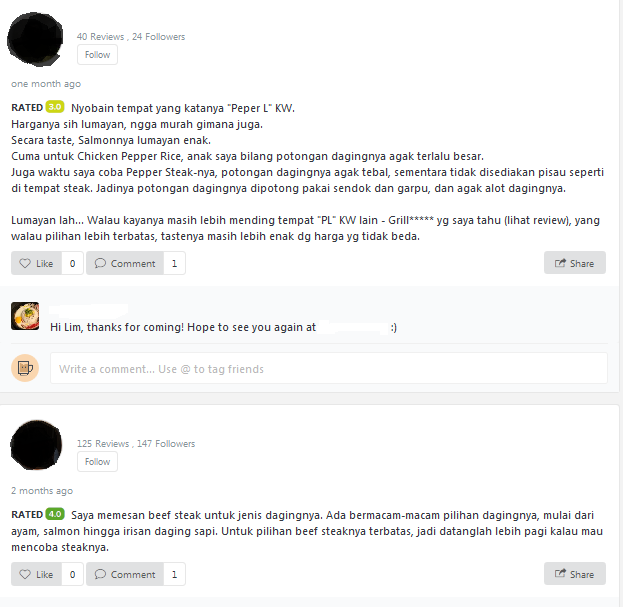 40 Reviews , 24 Followers
Follow
one month ago
RATED 3.0 Nyobain tempat yang katanya "Peper L" KW.
Harganya sih lumayan, ngga murah gimana juga.
Secara taste, Salmonnya lumayan enak.
Cuma untuk Chicken Pepper Rice, anak saya bilang potongan dagingnya agak terlalu besar.
Juga waktu saya coba Pepper Steak-nya, potongan dagingnya agak tebal, sementara tidak disediakan pisau seperti
di tempat steak. Jadinya potongan dagingnya dipotong pakai sendok dan garpu, dan agak alot dagingnya.
Lumayan lah... Walau kayanya masih lebih mending tempat "PL" KW lain - Grill***** yg saya tahu (lihat review), yang
walau pilihan lebih terbatas, tastenya masih lebih enak dg harga yg tidak beda.
Like 0 Comment 1 Share
Hi Lim, thanks for coming! Hope to see you again at :)
Write a comment... Use @ to tag friends
125 Reviews , 147 Followers
Follow
2 months ago
RATED 4.0 Saya memesan beef steak untuk jenis dagingnya. Ada bermacam-macam pilihan dagingnya, mulai dari
ayam, salmon hingga irisan daging sapi. Untuk pilihan beef steaknya terbatas, jadi datanglah lebih pagi kalau mau
mencoba steaknya.
Like 0 Comment 1 Share